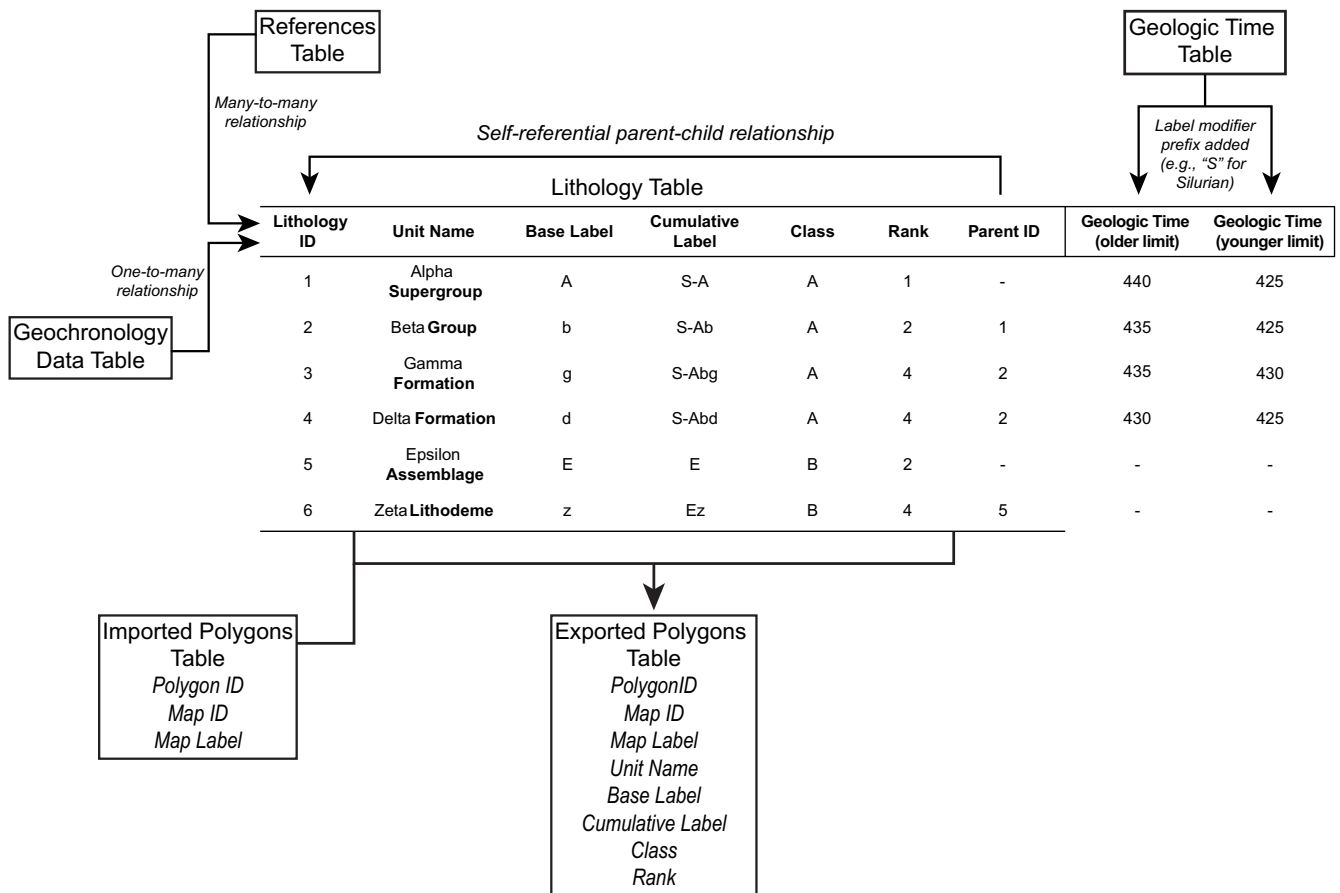 References
Table
Geologic Time
Table
Many-to-many
relationship
Self-referential parent-child relationship
Label modifier
prefix added
(e.g., “S” for
Silurian)
Lithology Table
Lithology ID Unit Name Base Label Cumulative Label Class Rank Parent ID Geologic Time (older limit) Geologic Time (younger limit)
1 Alpha Supergroup A S-A A 1 - 440 425
2 Beta Group b S-Ab A 2 1 435 425
3 Gamma Formation g S-Abg A 4 2 435 430
4 Delta Formation d S-Abd A 4 2 430 425
5 Epsilon Assemblage E E B 2 - - -
6 Zeta Lithodeme z Ez B 4 5 - -
One-to-many
relationship
Geochronology
Data Table
Imported Polygons
Table
Polygon ID
Map ID
Map Label
Exported Polygons
Table
PolygonID
Map ID
Map Label
Unit Name
Base Label
Cumulative Label
Class
Rank